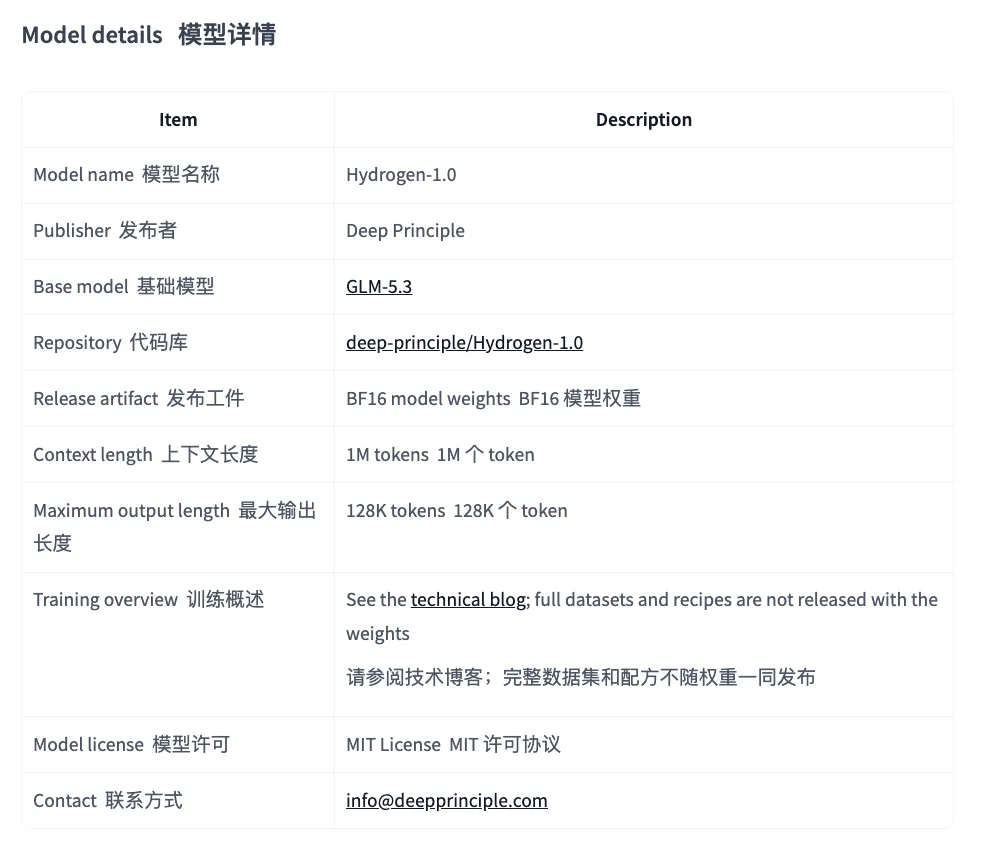 Model details 模型详情
Item Description
Model name 模型名称 Hydrogen-1.0
Publisher 发布者 Deep Principle
Base model 基础模型 GLM-5.3
Repository 代码库 deep-principle/Hydrogen-1.0
Release artifact 发布工件 BF16 model weights BF16 模型权重
Context length 上下文长度 1M tokens 1M 个 token
Maximum output length 最大输出 128K tokens 128K 个 token
长度
Training overview 训练概述 See the technical blog; full datasets and recipes are not released with the
weights
请参阅技术博客；完整数据集和配方不随权重一同发布
Model license 模型许可 MIT License MIT 许可协议
Contact 联系方式 info@deepprinciple.com